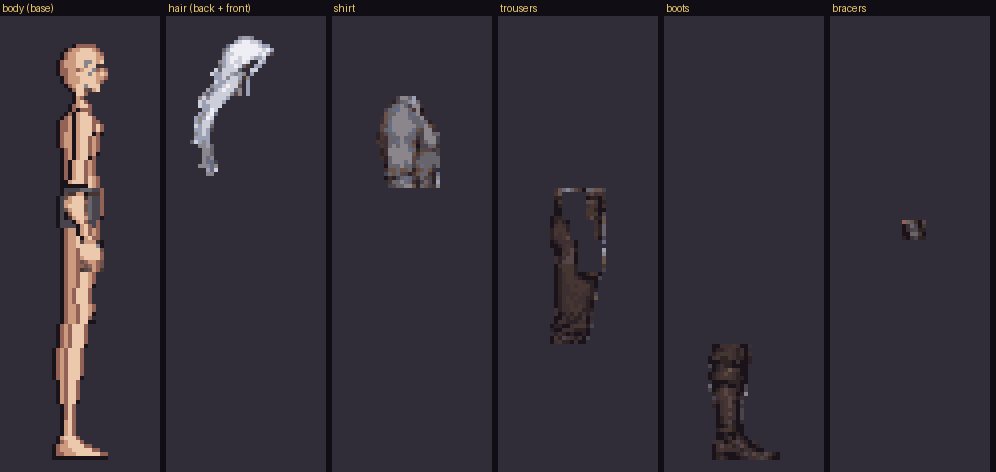 body (base)
hair (back + front)
shirt
trousers
boots
bracers